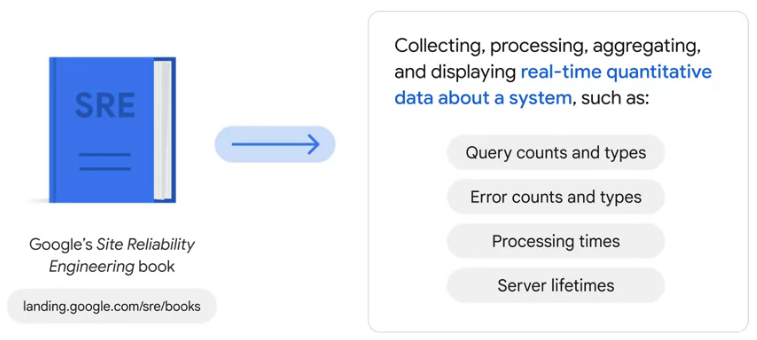 SRE
Google's Site Reliability
Engineering book
landing.google.com/sre/books
Collecting, processing, aggregating,
and displaying real-time quantitative
data about a system, such as:
Query counts and types
Error counts and types
Processing times
Server lifetimes